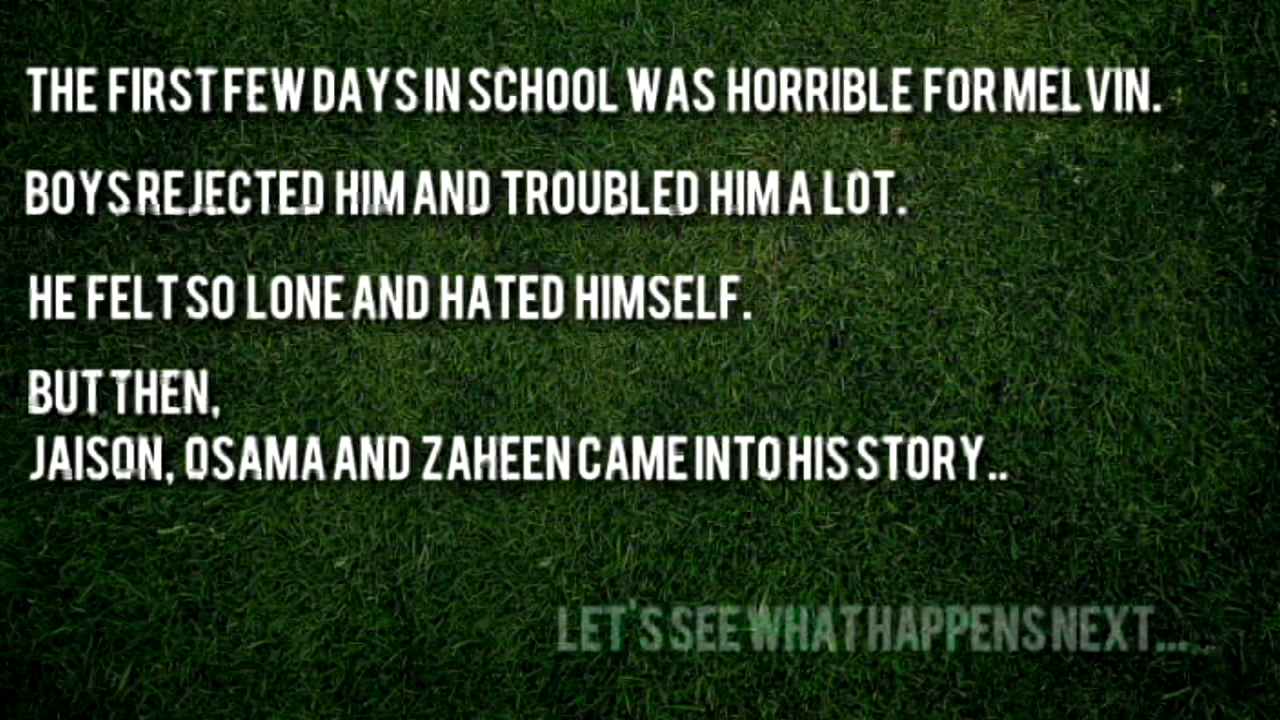 THE FIRST FEW DAYS IN SCHOOL WAS HORRIBLE FOR MELVIN.
BOYS REJECTED HIM AND TROUBLED HIM A LOT.
HE FELT SO LONE AND HATED HIMSELF.
BUT THEN,
JAISON, OSAMA AND ZAHEEN CAME INTO HIS STORY..
LET'S SEE WHAT HAPPENS NEXT...